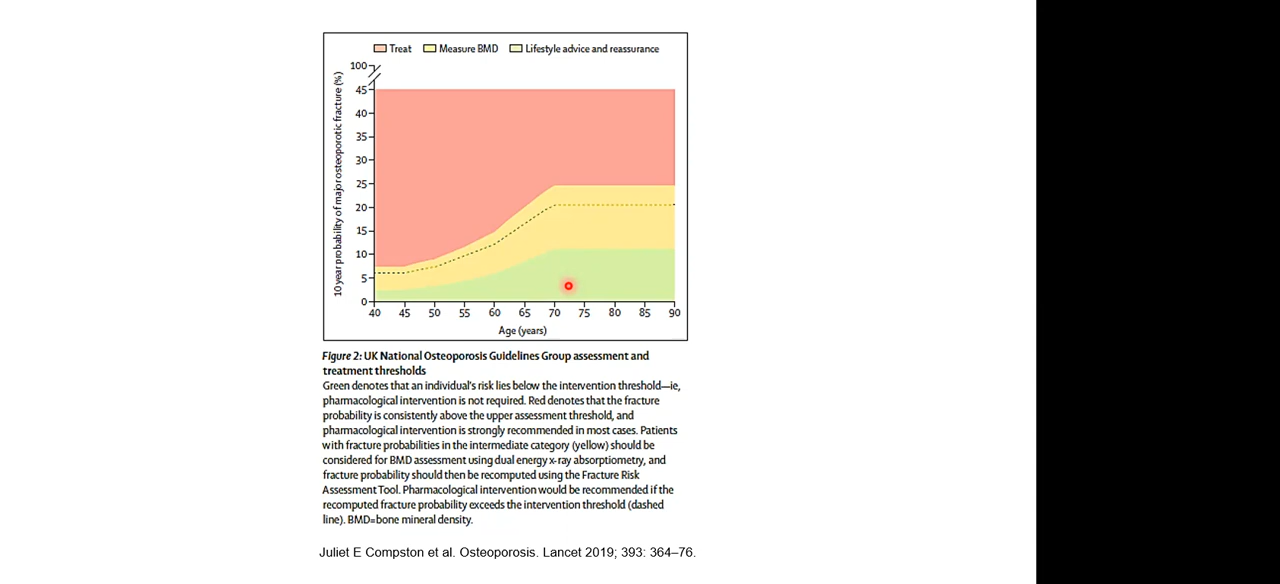 Treat Measure BMD Lifestyle advice and reassurance
10 year probability of major osteoporotic fracture (%)
100
45
40
35
30
25
20
15
10
5
0
40 45 50 55 60 65 70 75 80 85 90
Age (years)
Figure 2: UK National Osteoporosis Guidelines Group assessment and
treatment thresholds
Green denotes that an individual's risk lies below the intervention threshold—ie,
pharmacological intervention is not required. Red denotes that the fracture
probability is consistently above the upper assessment threshold, and
pharmacological intervention is strongly recommended in most cases. Patients
with fracture probabilities in the intermediate category (yellow) should be
considered for BMD assessment using dual energy x-ray absorptiometry, and
fracture probability should then be recomputed using the Fracture Risk
Assessment Tool. Pharmacological intervention would be recommended if the
recomputed fracture probability exceeds the intervention threshold (dashed
line). BMD=bone mineral density.
Juliet E Compston et al. Osteoporosis. Lancet 2019; 393: 364–76.